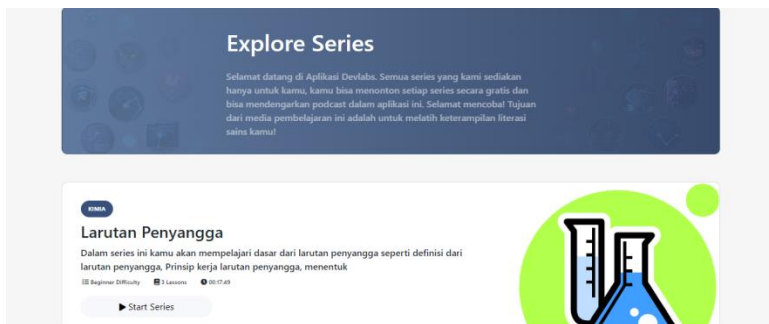 Explore Series
Selamat datang di Aplikasi Devlabs. Semua series yang kami sediakan
hanya untuk kamu, kamu bisa menonton setiap series secara gratis dan
bisa mendengarkan podcast dalam aplikasi ini. Selamat mencoba! Tujuan
dari media pembelajaran ini adalah untuk melatih keterampilan literasi
sains kamu!
KIMIA
Larutan Penyangga
Dalam series ini kamu akan mempelajari dasar dari larutan penyangga seperti definisi dari
larutan penyangga, Prinsip kerja larutan penyangga, menentuk
Beginner Difficulty 3 Lessons 00:17:49
Start Series